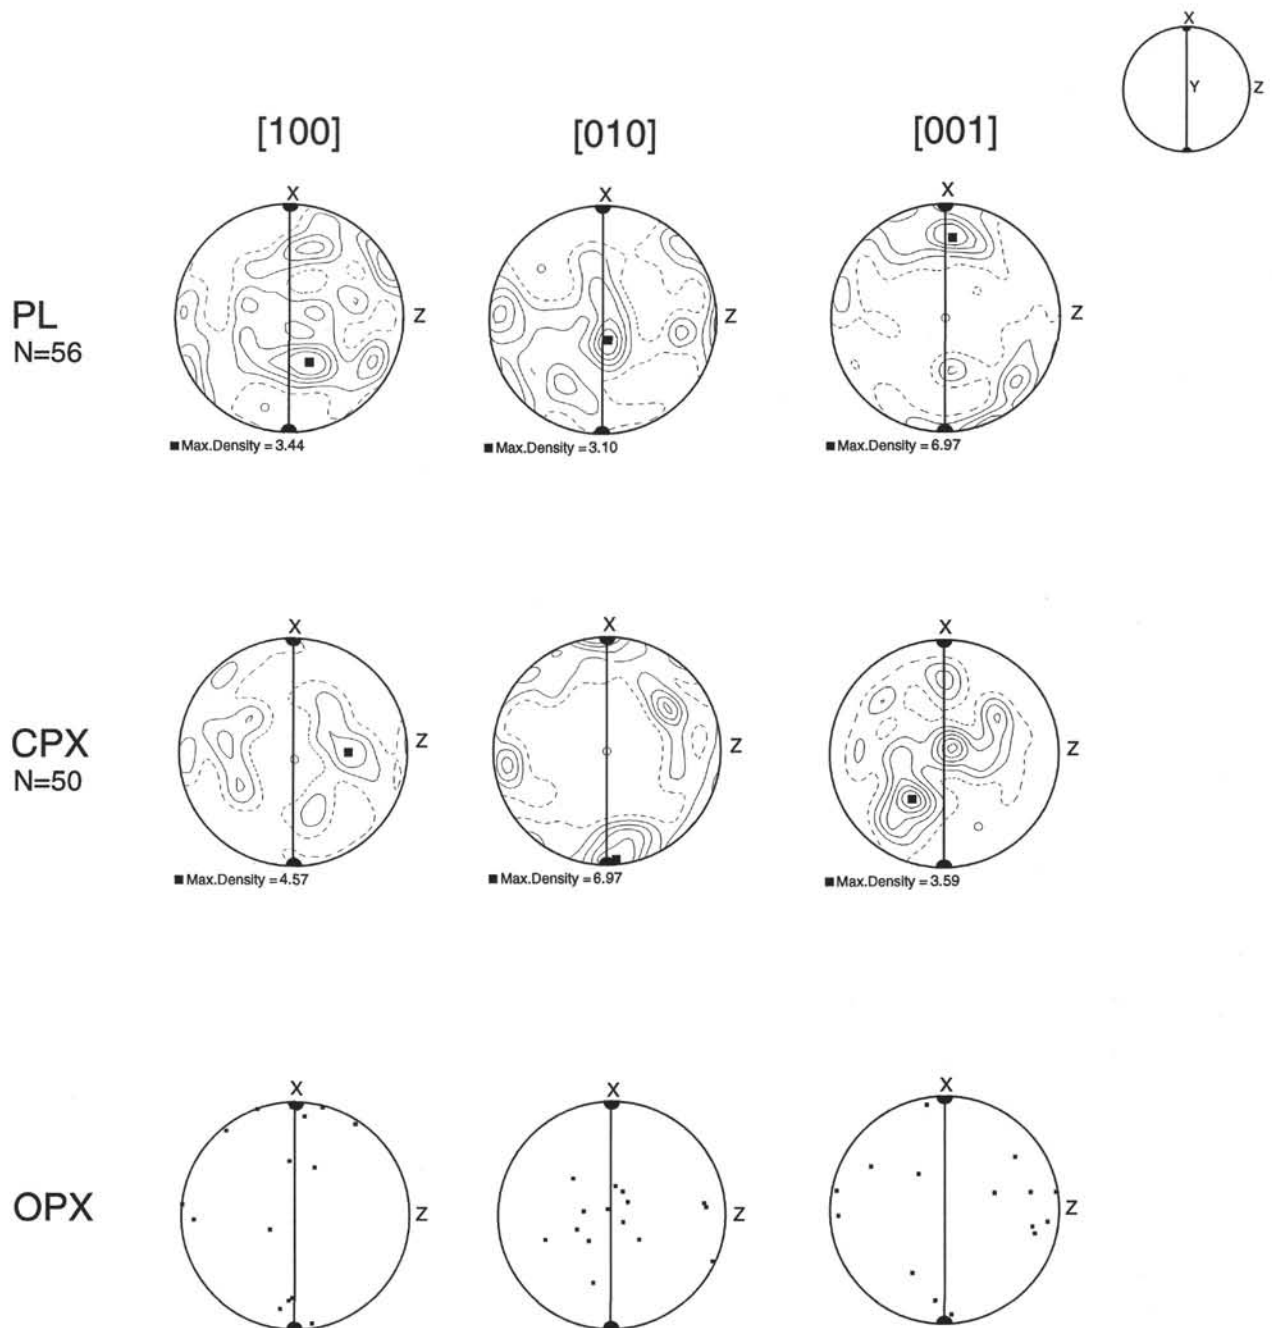 X
Y Z
[100] [010] [001]
X X X
PL Z Z Z
N=56
■ Max.Density = 3.44 ■ Max.Density = 3.10 ■ Max.Density = 6.97
X X X
CPX Z Z Z
N=50
■ Max.Density = 4.57 ■ Max.Density = 6.97 ■ Max.Density = 3.59
X X X
OPX Z Z Z